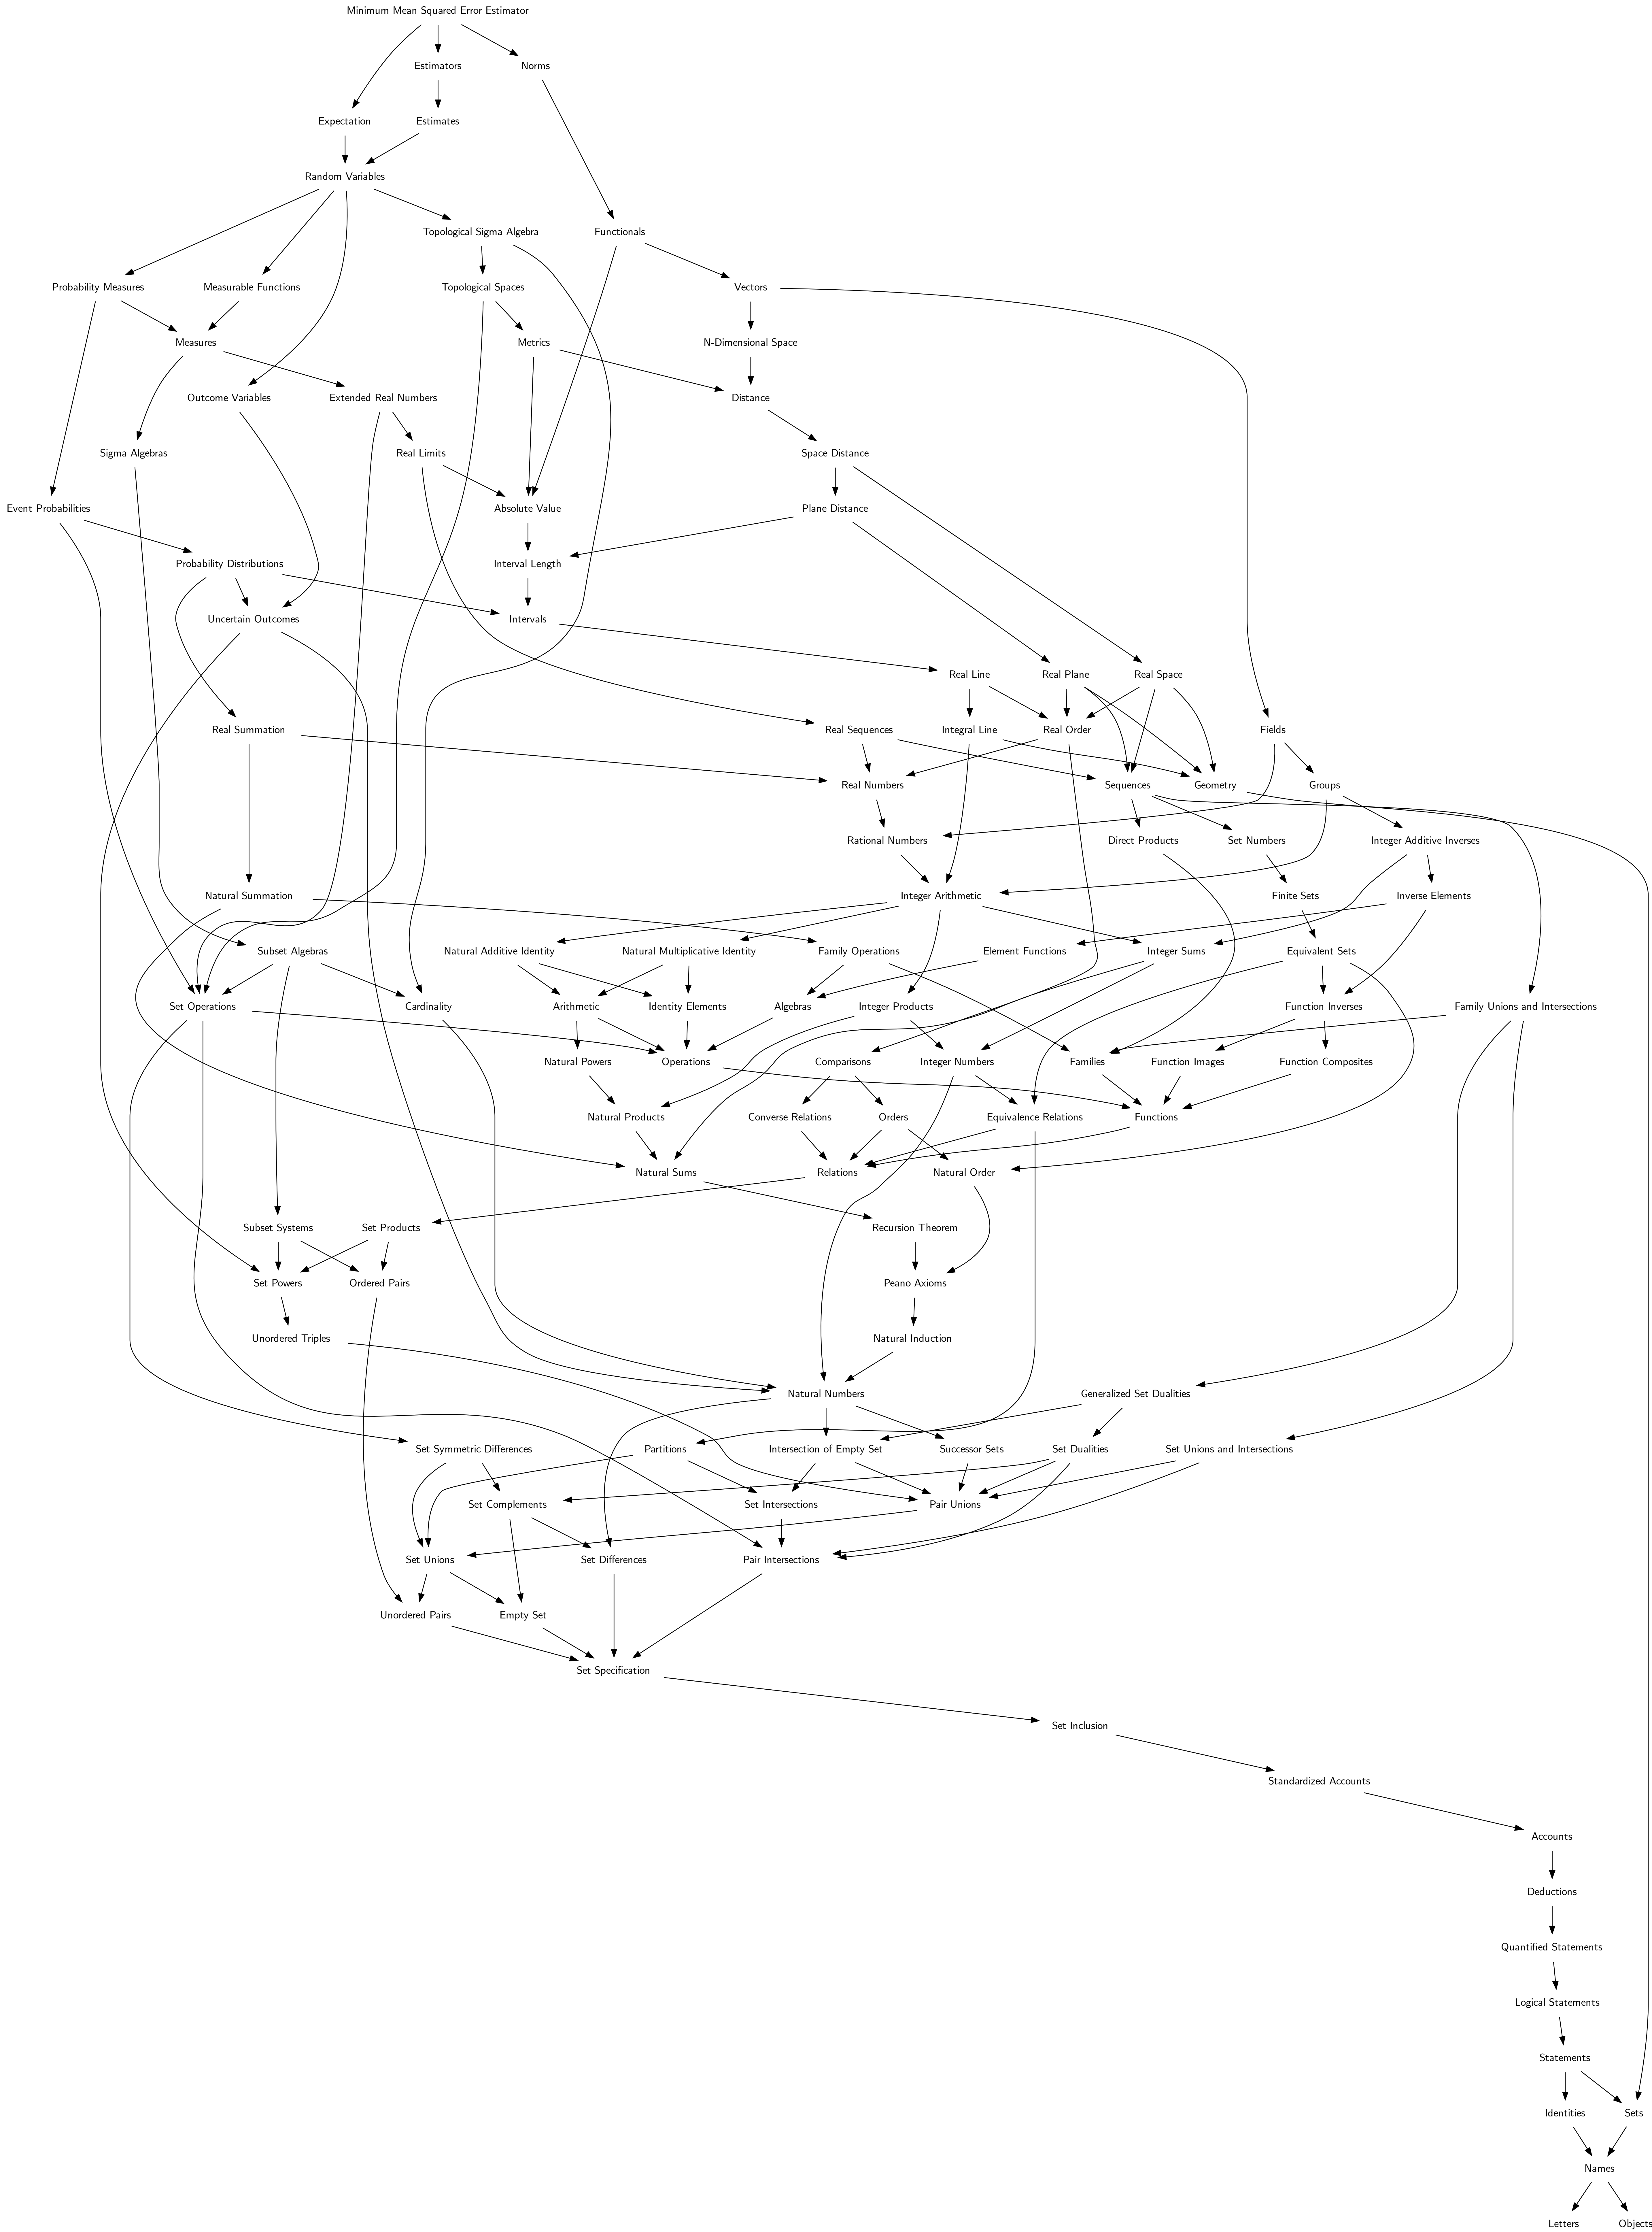 Minimum Mean Squared Error Estimator
Estimators
Norms
Expectation
Estimates
Random Variables
Topological Sigma Algebra
Functionals
Probability Measures
Measurable Functions
Topological Spaces
Vectors
Measures
Metrics
N-Dimensional Space
Outcome Variables
Extended Real Numbers
Distance
Sigma Algebras
Real Limits
Space Distance
Event Probabilities
Absolute Value
Plane Distance
Probability Distributions
Interval Length
Uncertain Outcomes
Intervals
Real Line
Real Plane
Real Space
Real Summation
Real Sequences
Integral Line
Real Order
Fields
Real Numbers
Sequences
Geometry
Groups
Rational Numbers
Direct Products
Set Numbers
Integer Additive Inverses
Natural Summation
Integer Arithmetic
Finite Sets
Inverse Elements
Subset Algebras
Natural Additive Identity
Natural Multiplicative Identity
Family Operations
Element Functions
Integer Sums
Equivalent Sets
Set Operations
Cardinality
Arithmetic
Identity Elements
Algebras
Integer Products
Function Inverses
Family Unions and Intersections
Natural Powers
Operations
Comparisons
Integer Numbers
Families
Function Images
Function Composites
Natural Products
Converse Relations
Orders
Equivalence Relations
Functions
Natural Sums
Relations
Natural Order
Subset Systems
Set Products
Recursion Theorem
Set Powers
Ordered Pairs
Peano Axioms
Unordered Triples
Natural Induction
Natural Numbers
Generalized Set Dualities
Set Symmetric Differences
Partitions
Intersection of Empty Set
Successor Sets
Set Dualities
Set Unions and Intersections
Set Complements
Set Intersections
Pair Unions
Set Unions
Set Differences
Pair Intersections
Unordered Pairs
Empty Set
Set Specification
Set Inclusion
Standardized Accounts
Accounts
Deductions
Quantified Statements
Logical Statements
Statements
Identities
Sets
Names
Letters
Objects